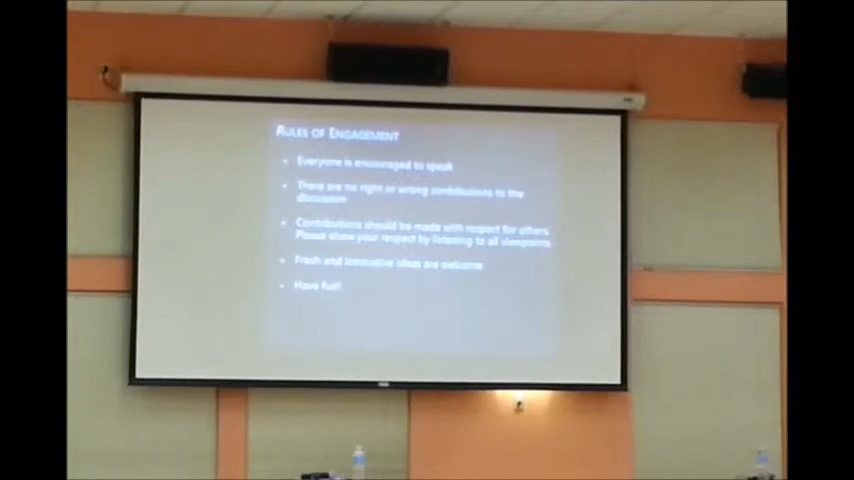 RULES OF ENGAGEMENT
• Everyone is encouraged to speak
• There are no right or wrong contributions to the
discussion
• Contributions should be made with respect for others.
Please show your respect by listening to all viewpoints
• Fresh and innovative ideas are welcome
• Have fun!